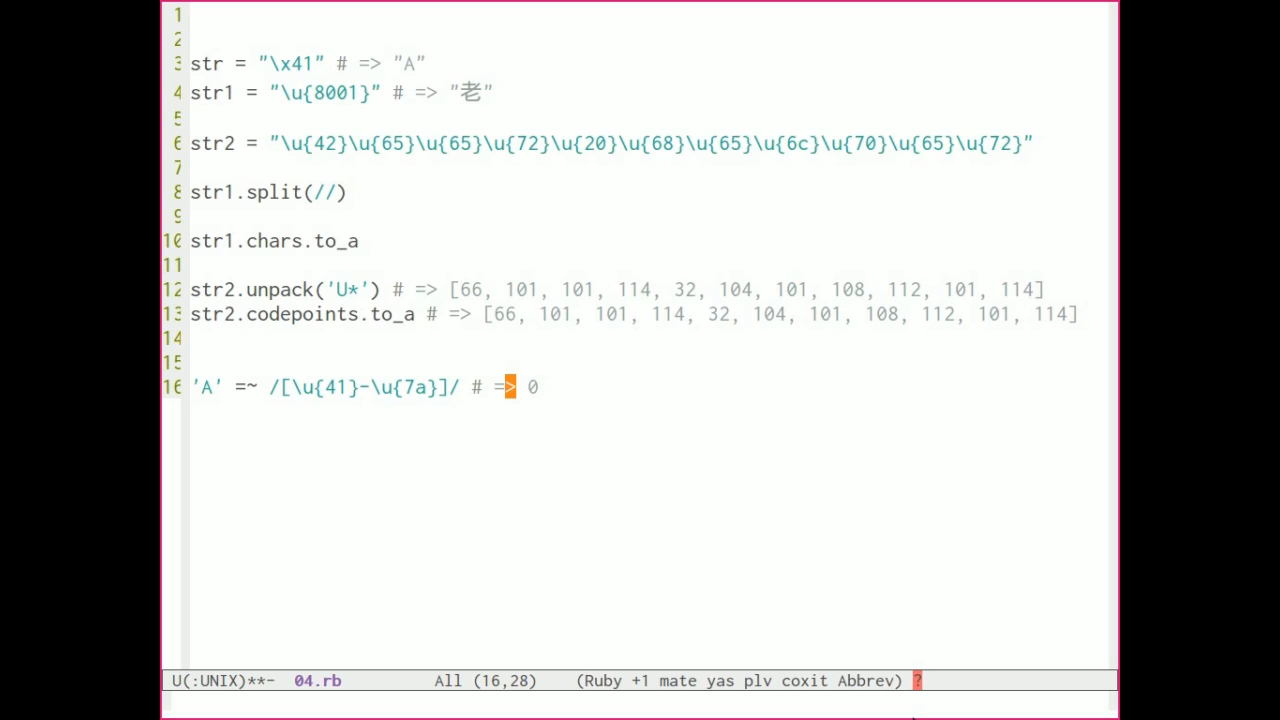 1
2
3 str = "\x41" # => "A"
4 str1 = "\u{8001}" # => "老"
5
6 str2 = "\u{42}\u{65}\u{65}\u{72}\u{20}\u{68}\u{65}\u{6c}\u{70}\u{65}\u{72}"
7
8 str1.split(//)
9
10 str1.chars.to_a
11
12 str2.unpack('U*') # => [66, 101, 101, 114, 32, 104, 101, 108, 112, 101, 114]
13 str2.codepoints.to_a # => [66, 101, 101, 114, 32, 104, 101, 108, 112, 101, 114]
14
15
16 'A' =~ /[\u{41}-\u{7a}]/ # => 0
U(:UNIX)**- 04.rb All (16,28) (Ruby +1 mate yas plv coxit Abbrev) ?